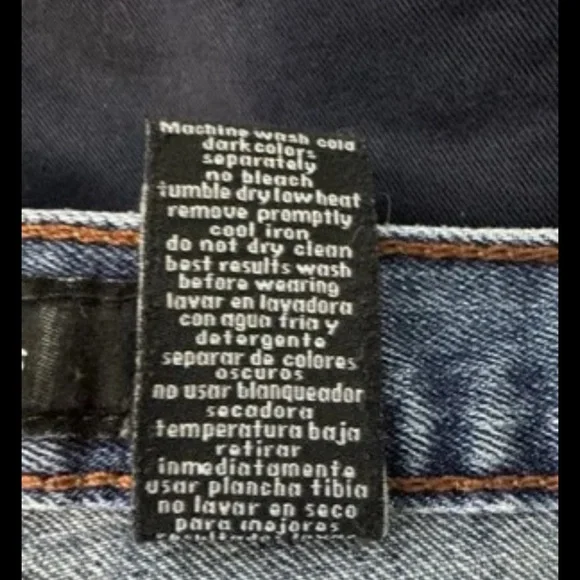 Machine wash cold
dark colors
separately
no bleach
tumble dry low heat
remove promptly
cool iron
do not dry clean
best results wash
before wearing
lavar en lavadora
con agua fria y
detergente
separar de colores
oscuros
no usar blanqueador
secadora
temperatura baja
retirar
inmediatamente
usar plancha tibia
no lavar en seco
para mejores
resultados lavar